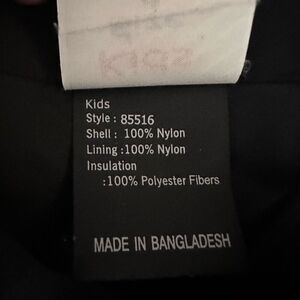 Kids
Style : 85516
Shell : 100% Nylon
Lining :100% Nylon
Insulation
:100% Polyester Fibers
MADE IN BANGLADESH